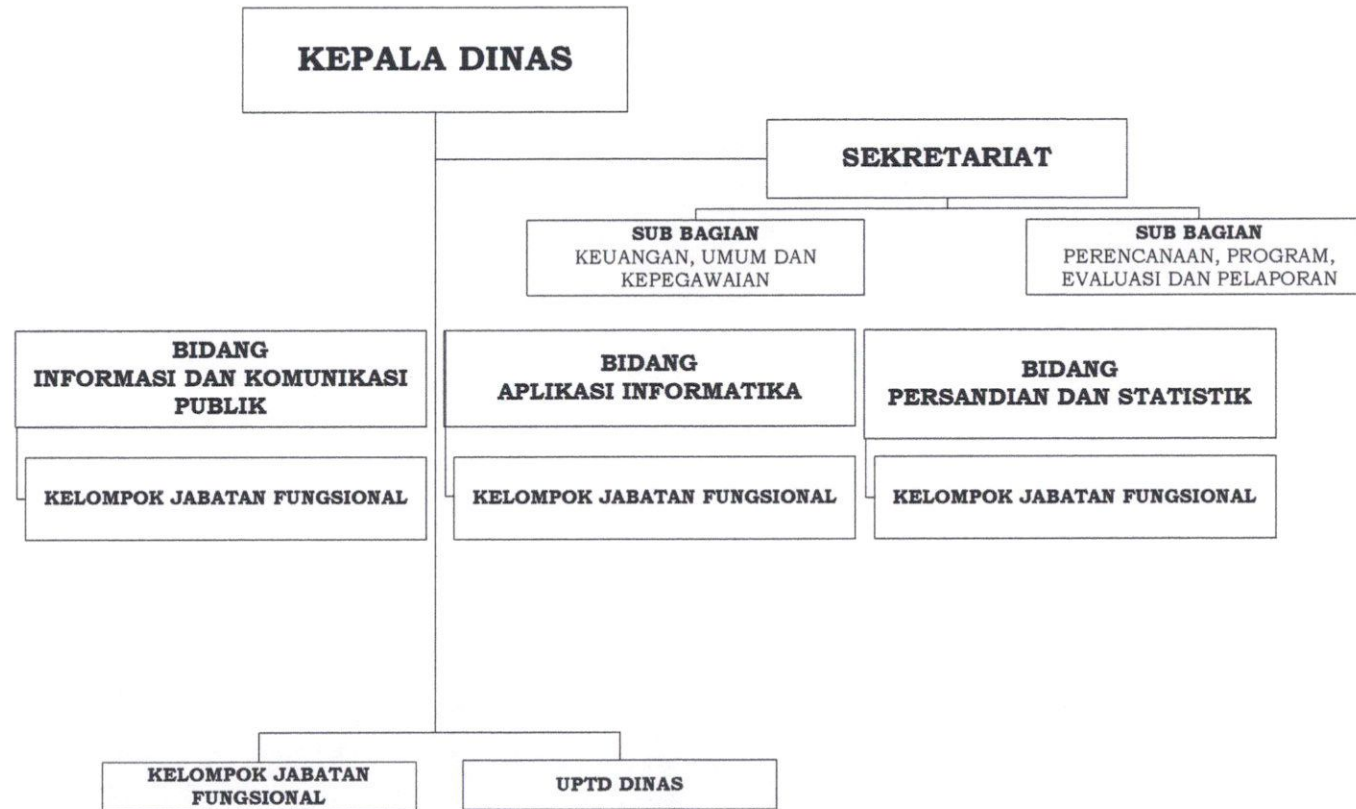 KEPALA DINAS
SEKRETARIAT
SUB BAGIAN
KEUANGAN, UMUM DAN
KEPEGAWAIAN
SUB BAGIAN
PERENCANAAN, PROGRAM,
EVALUASI DAN PELAPORAN
BIDANG
INFORMASI DAN KOMUNIKASI
PUBLIK
BIDANG
APLIKASI INFORMATIKA
BIDANG
PERSANDIAN DAN STATISTIK
KELOMPOK JABATAN FUNGSIONAL
KELOMPOK JABATAN FUNGSIONAL
KELOMPOK JABATAN FUNGSIONAL
KELOMPOK JABATAN
FUNGSIONAL
UPTD DINAS